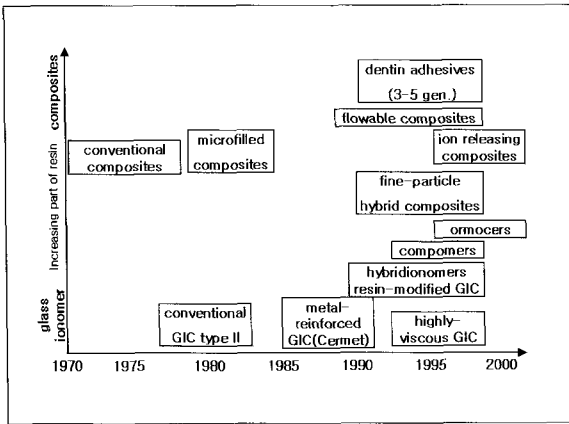 composites
Increasing part of resin
glass
ionomer
dentin adhesives
(3-5 gen.)
flowable composites
conventional
composites
microfilled
composites
ion releasing
composites
fine-particle
hybrid composites
ormocers
compomers
hybridionomers
resin-modified GIC
conventional
GIC type II
metal-
reinforced
GIC(Cermet)
highly-
viscous GIC
1970 1975 1980 1985 1990 1995 2000